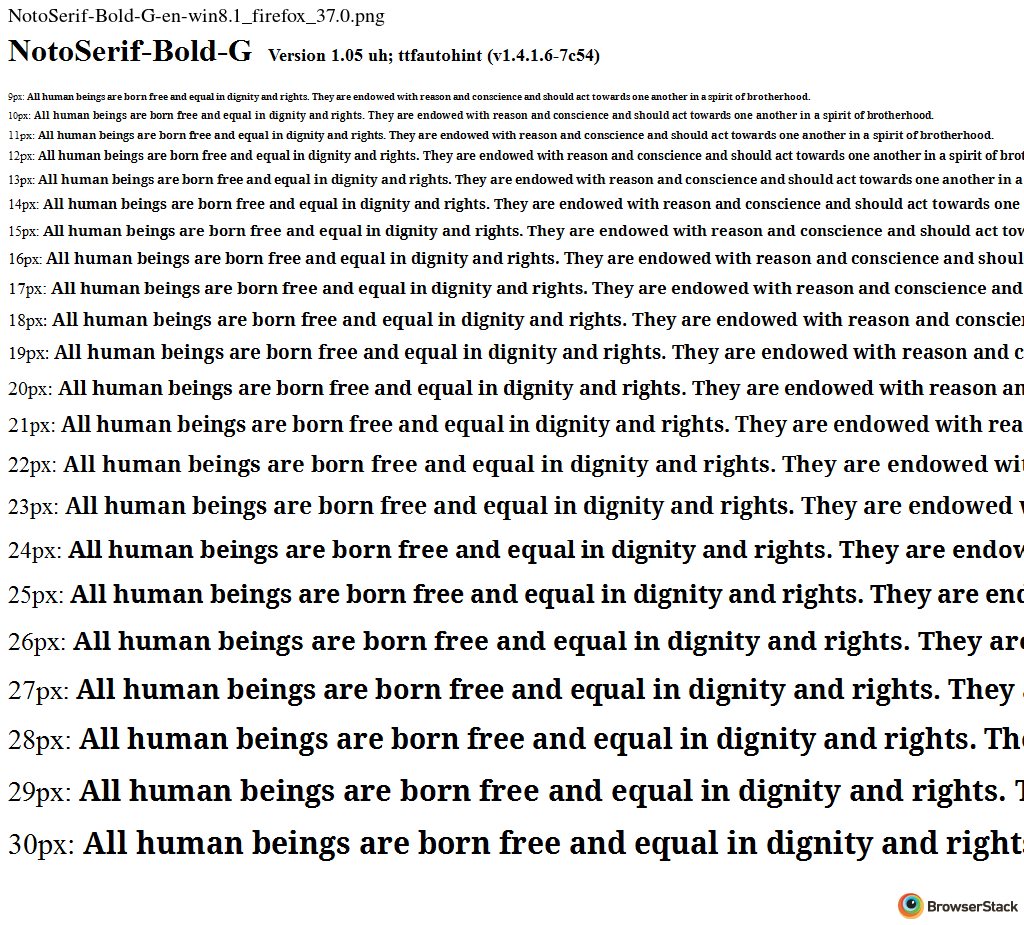 NotoSerif-Bold-G-en-win8.1_firefox_37.0.png
NotoSerif-Bold-G Version 1.05 uh; ttfautohint (v1.4.1.6-7c54)
9px: All human beings are born free and equal in dignity and rights. They are endowed with reason and conscience and should act towards one another in a spirit of brotherhood.
10px: All human beings are born free and equal in dignity and rights. They are endowed with reason and conscience and should act towards one another in a spirit of brotherhood.
11px: All human beings are born free and equal in dignity and rights. They are endowed with reason and conscience and should act towards one another in a spirit of brotherhood.
12px: All human beings are born free and equal in dignity and rights. They are endowed with reason and conscience and should act towards one another in a spirit of brot
13px: All human beings are born free and equal in dignity and rights. They are endowed with reason and conscience and should act towards one another in a
14px: All human beings are born free and equal in dignity and rights. They are endowed with reason and conscience and should act towards one
15px: All human beings are born free and equal in dignity and rights. They are endowed with reason and conscience and should act tow
16px: All human beings are born free and equal in dignity and rights. They are endowed with reason and conscience and shoul
17px: All human beings are born free and equal in dignity and rights. They are endowed with reason and conscience and
18px: All human beings are born free and equal in dignity and rights. They are endowed with reason and conscie
19px: All human beings are born free and equal in dignity and rights. They are endowed with reason and c
20px: All human beings are born free and equal in dignity and rights. They are endowed with reason an
21px: All human beings are born free and equal in dignity and rights. They are endowed with rea
22px: All human beings are born free and equal in dignity and rights. They are endowed wit
23px: All human beings are born free and equal in dignity and rights. They are endowed
24px: All human beings are born free and equal in dignity and rights. They are endow
25px: All human beings are born free and equal in dignity and rights. They are end
26px: All human beings are born free and equal in dignity and rights. They are
27px: All human beings are born free and equal in dignity and rights. They
28px: All human beings are born free and equal in dignity and rights. The
29px: All human beings are born free and equal in dignity and rights. T
30px: All human beings are born free and equal in dignity and rights
BrowserStack